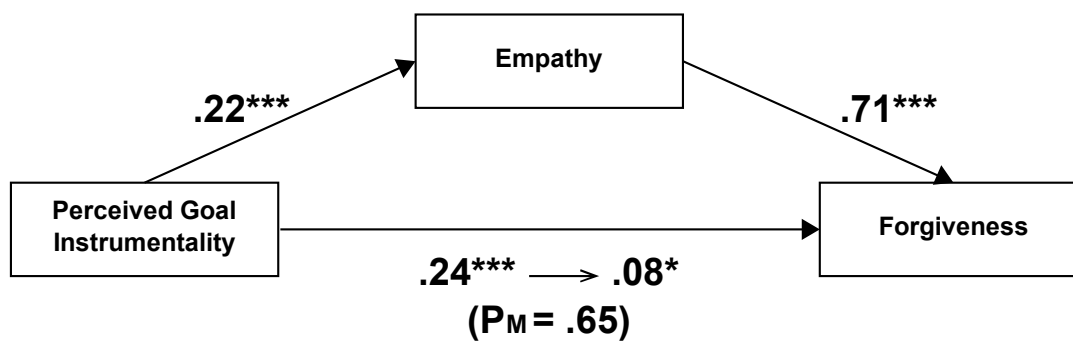 Empathy
.22***
.71***
Perceived Goal
Instrumentality
Forgiveness
.24*** → .08*
(PM = .65)